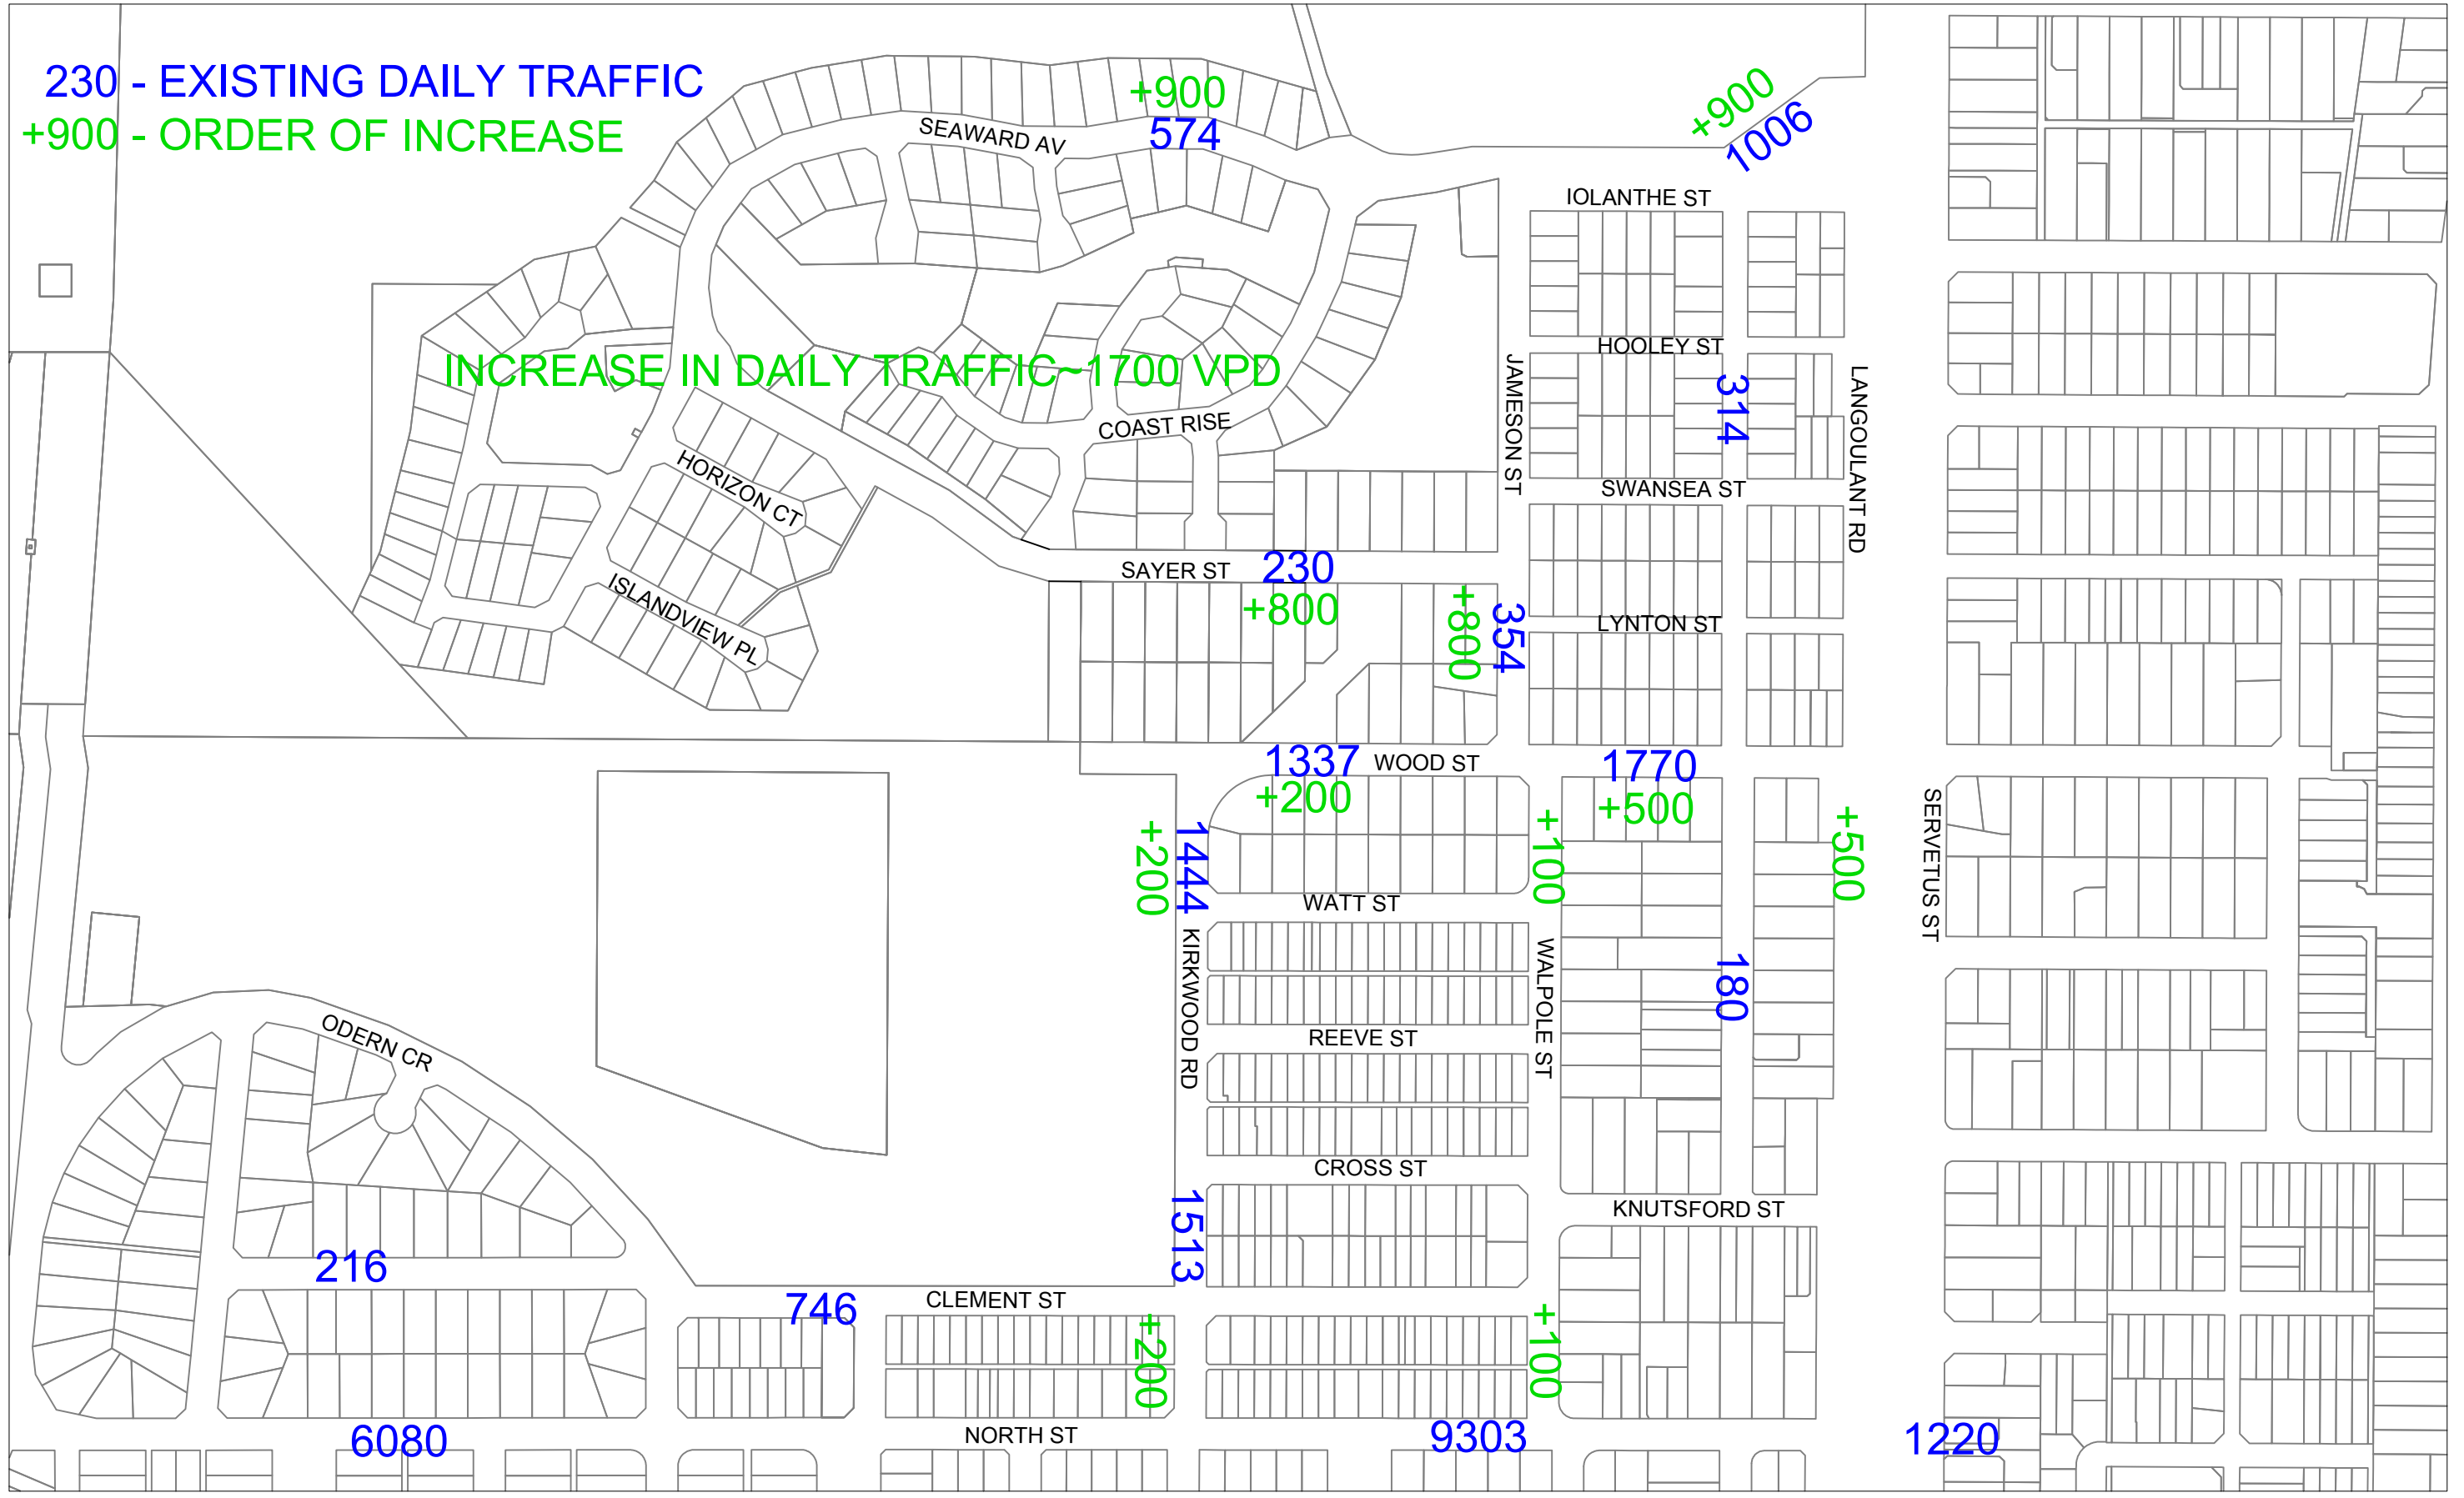 230 - EXISTING DAILY TRAFFIC
+900 - ORDER OF INCREASE
+900
574
SEAWARD AV
+900
1006
IOLANTHE ST
HOOLEY ST
INCREASE IN DAILY TRAFFIC~1700 VPD
JAMESON ST
314
LANGOULANT RD
COAST RISE
HORIZON CT
SWANSEA ST
230
SAYER ST
+800
ISLANDVIEW PL
+800
354
LYNTON ST
1337
WOOD ST
1770
+200
+500
+200
1444
+100
+500
SERVETUS ST
WATT ST
KIRKWOOD RD
WALPOLE ST
180
ODERN CR
REEVE ST
CROSS ST
1513
KNUTSFORD ST
216
746
CLEMENT ST
+200
+100
6080
NORTH ST
9303
1220